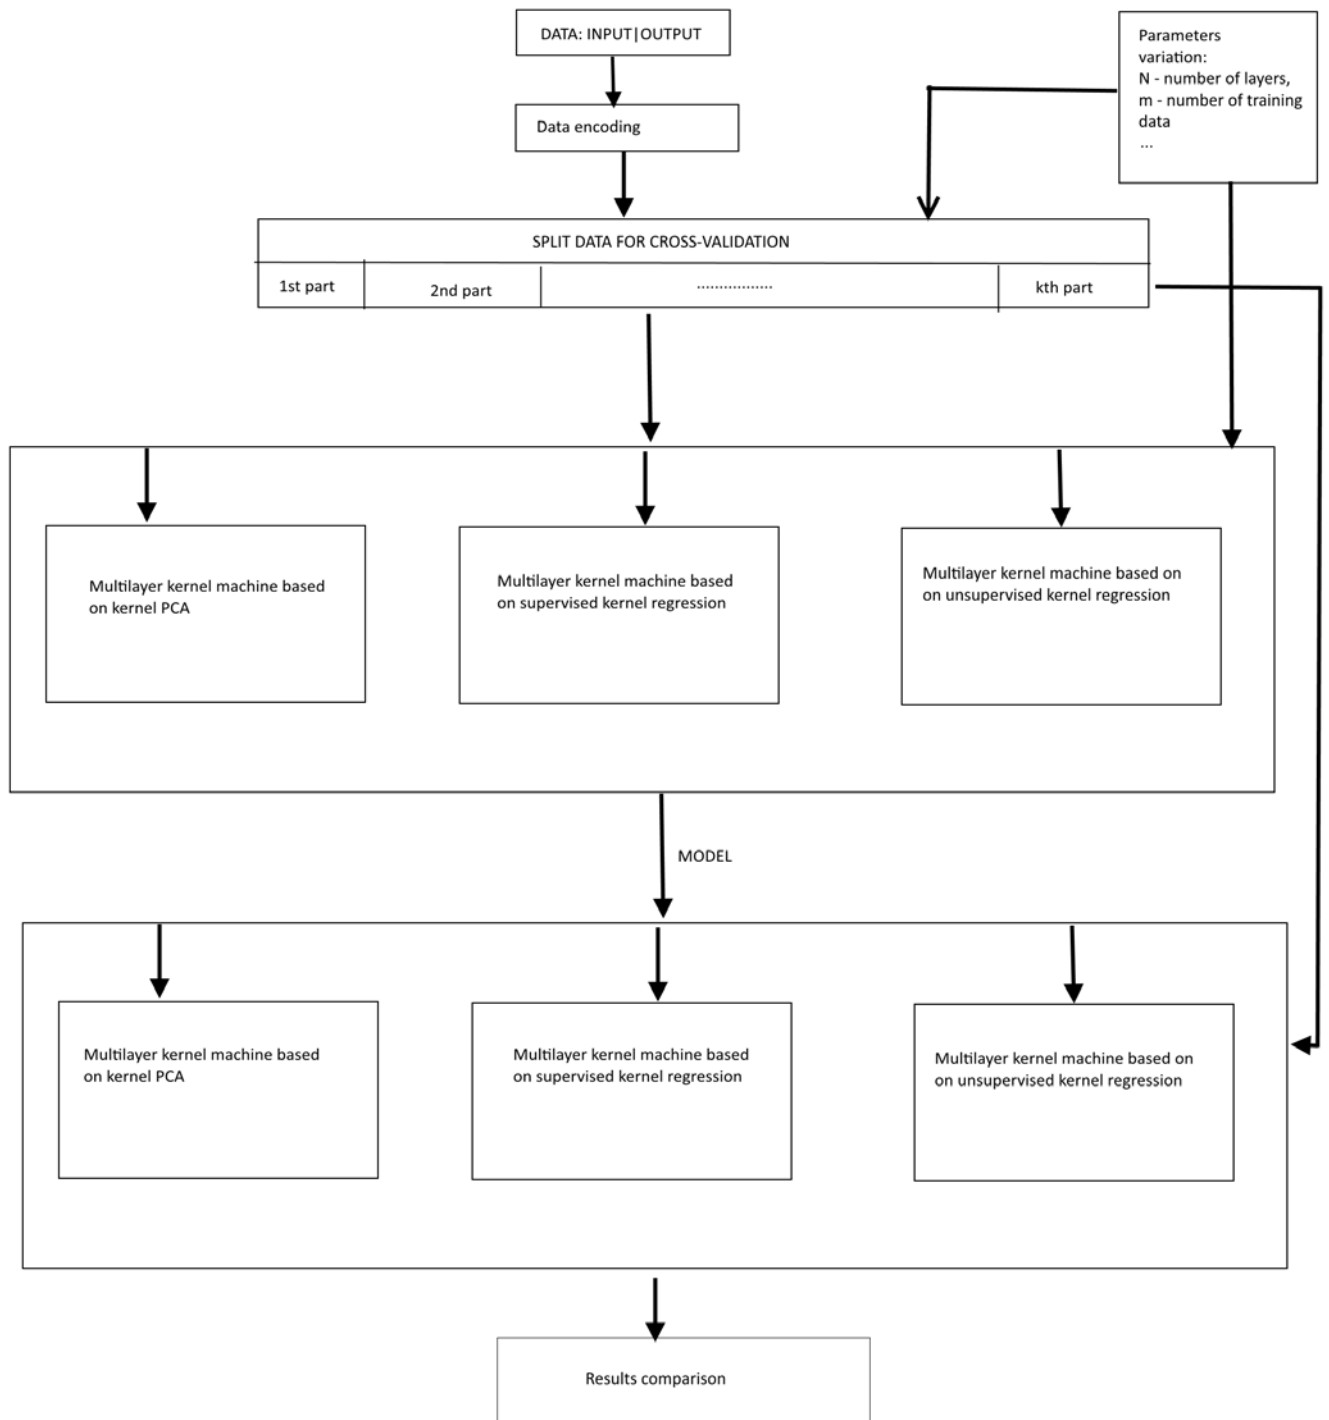 DATA: INPUT|OUTPUT
Parameters
variation:
N - number of layers,
m - number of training
data
...
Data encoding
SPLIT DATA FOR CROSS-VALIDATION
1st part
2nd part
.................
kth part
Multilayer kernel machine based
on kernel PCA
Multilayer kernel machine based
on supervised kernel regression
Multilayer kernel machine based on
on unsupervised kernel regression
MODEL
Multilayer kernel machine based
on kernel PCA
Multilayer kernel machine based
on supervised kernel regression
Multilayer kernel machine based on
on unsupervised kernel regression
Results comparison